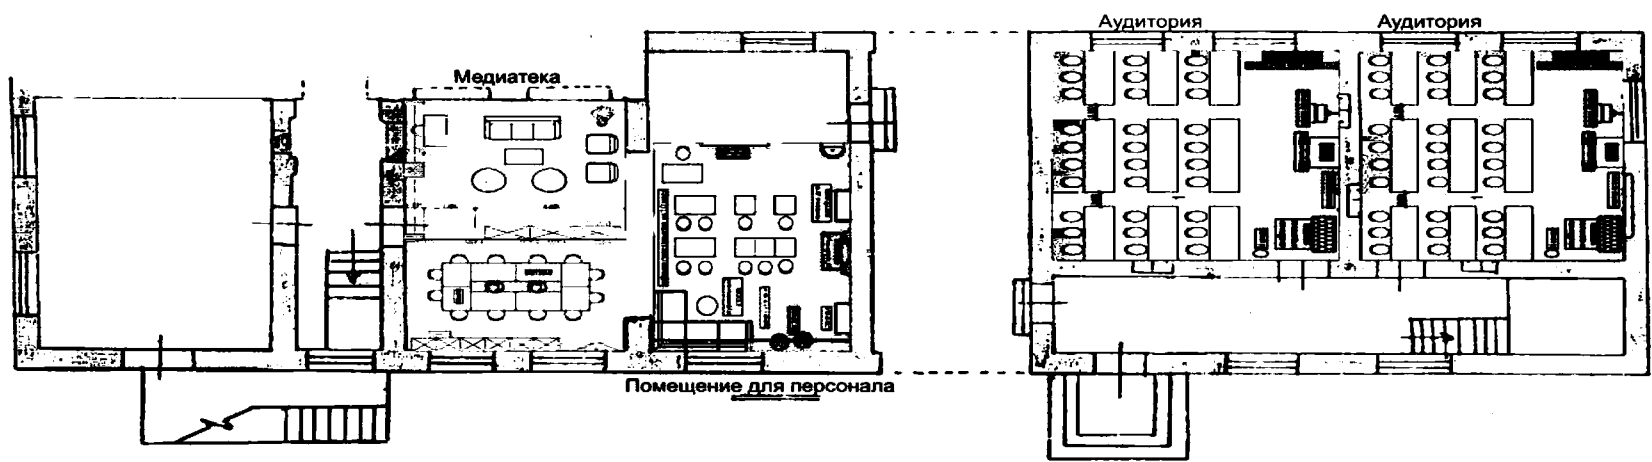 Аудитория
Аудитория
Медиатека
Помещение для персонала